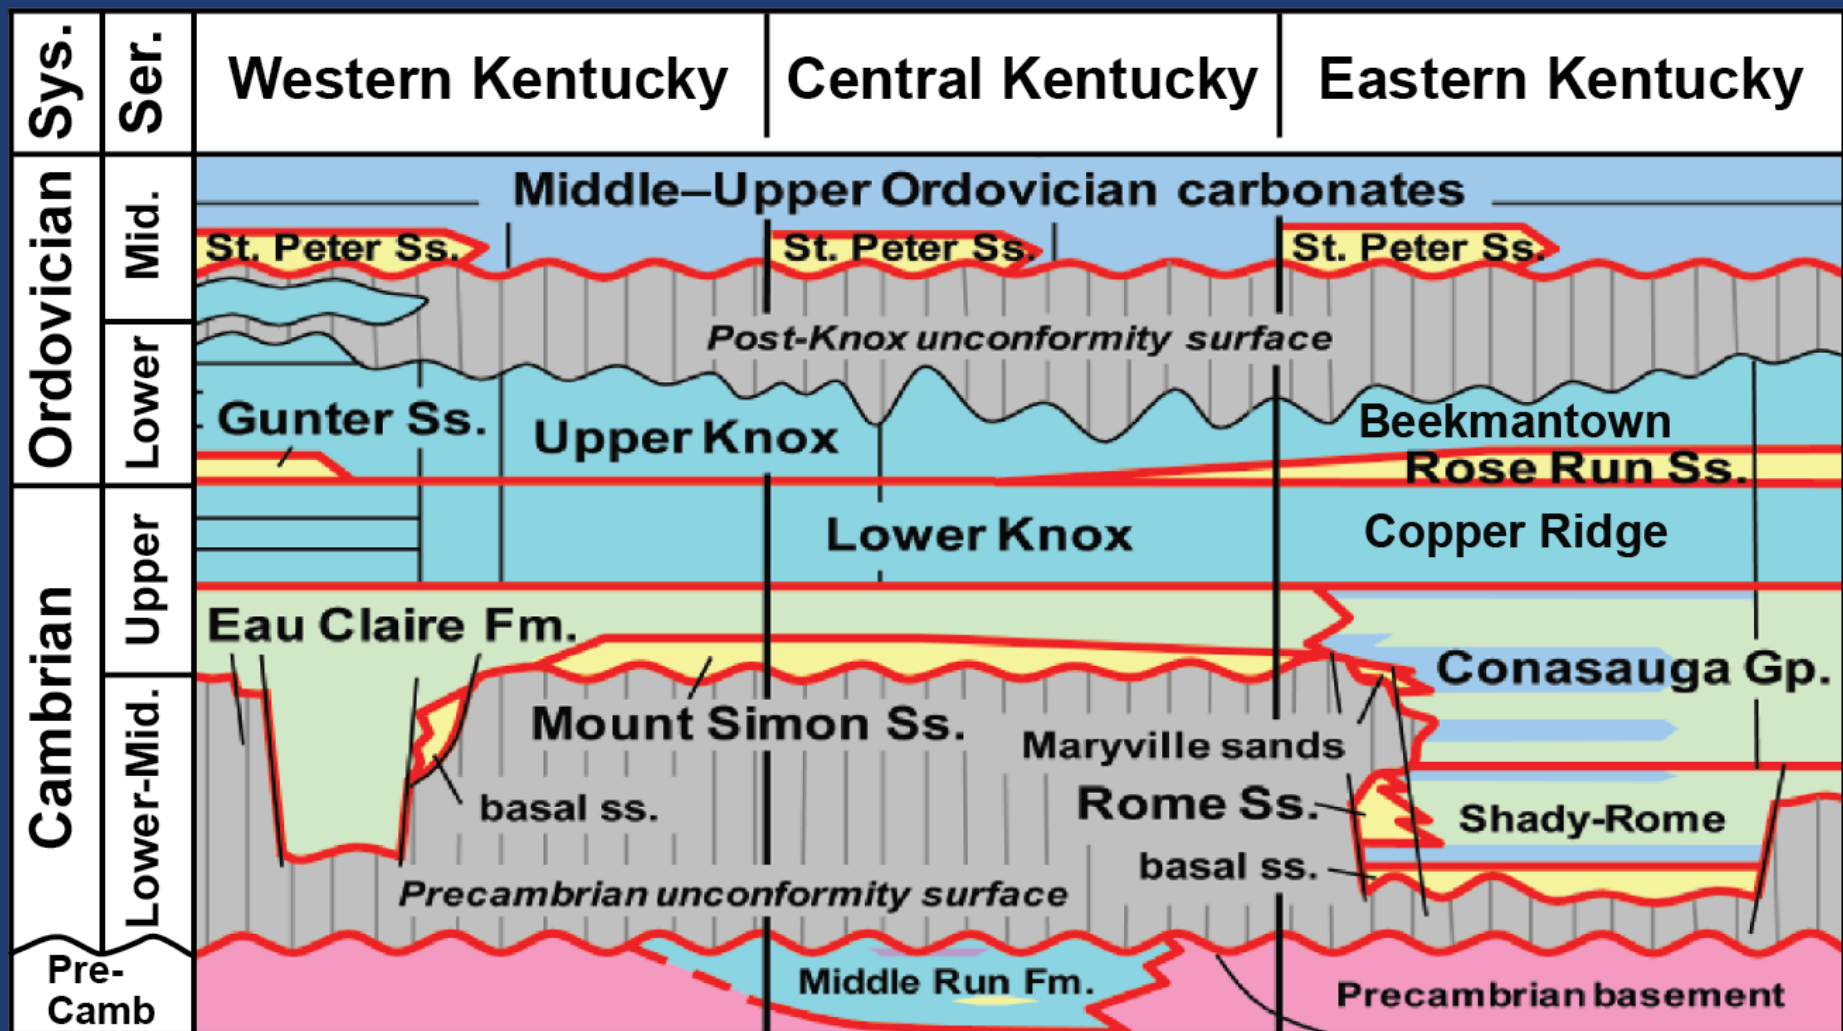 Sys.
Ser.
Western Kentucky
Central Kentucky
Eastern Kentucky
Ordovician
Mid.
Lower
Cambrian
Upper
Lower-Mid.
Pre-
Camb
Middle–Upper Ordovician carbonates
St. Peter Ss.
St. Peter Ss.
St. Peter Ss.
Post-Knox unconformity surface
Gunter Ss.
Upper Knox
Beekmantown
Rose Run Ss.
Lower Knox
Copper Ridge
Eau Claire Fm.
Conasauga Gp.
Mount Simon Ss.
Maryville sands
basal ss.
Rome Ss.
Shady-Rome
basal ss.
Precambrian unconformity surface
Middle Run Fm.
Precambrian basement